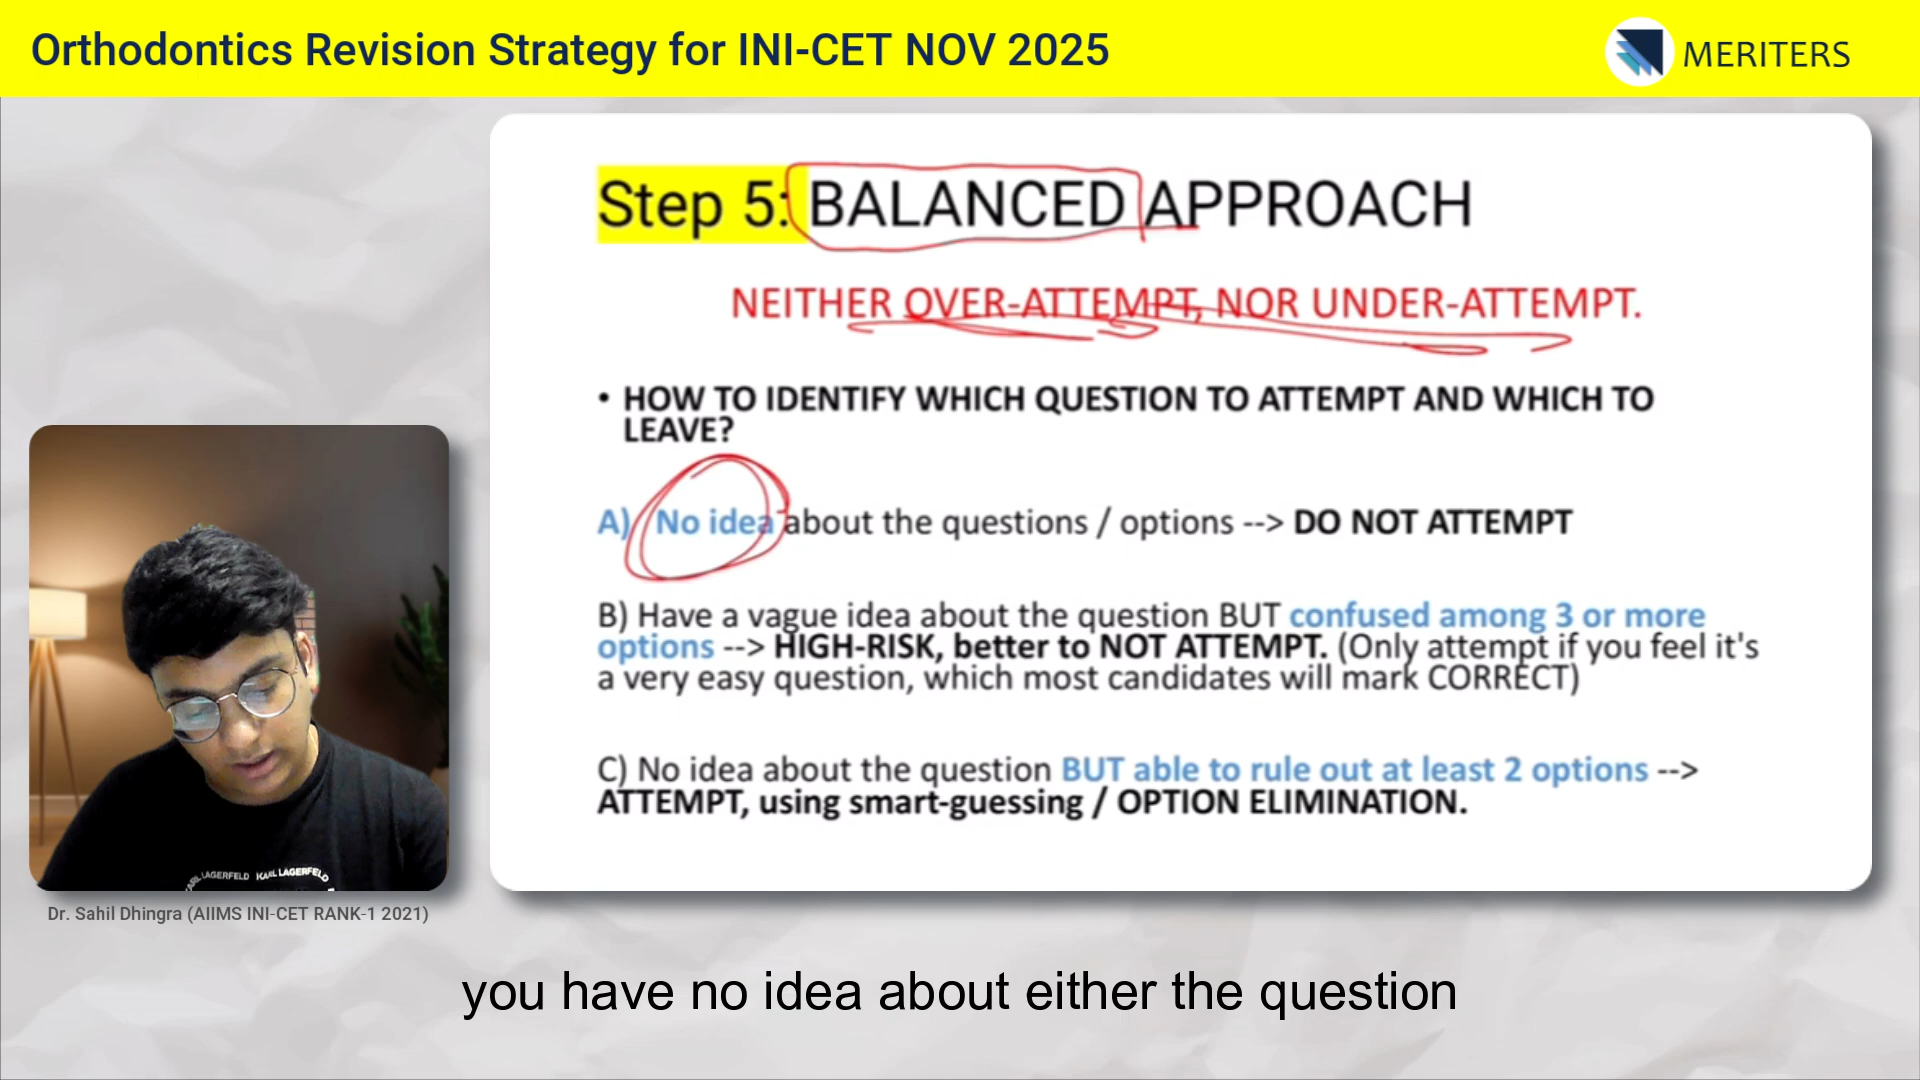 Orthodontics Revision Strategy for INI-CET NOV 2025
MERITERS
Step 5: BALANCED APPROACH
NEITHER OVER-ATTEMPT, NOR UNDER-ATTEMPT.
• HOW TO IDENTIFY WHICH QUESTION TO ATTEMPT AND WHICH TO
LEAVE?
A) No idea about the questions / options --> DO NOT ATTEMPT
B) Have a vague idea about the question BUT confused among 3 or more
options --> HIGH-RISK, better to NOT ATTEMPT. (Only attempt if you feel it's
a very easy question, which most candidates will mark CORRECT)
C) No idea about the question BUT able to rule out at least 2 options -->
ATTEMPT, using smart-guessing / OPTION ELIMINATION.
LAGERFELD KARL LAGERFELD
Dr. Sahil Dhingra (AIIMS INI-CET RANK-1 2021)
you have no idea about either the question